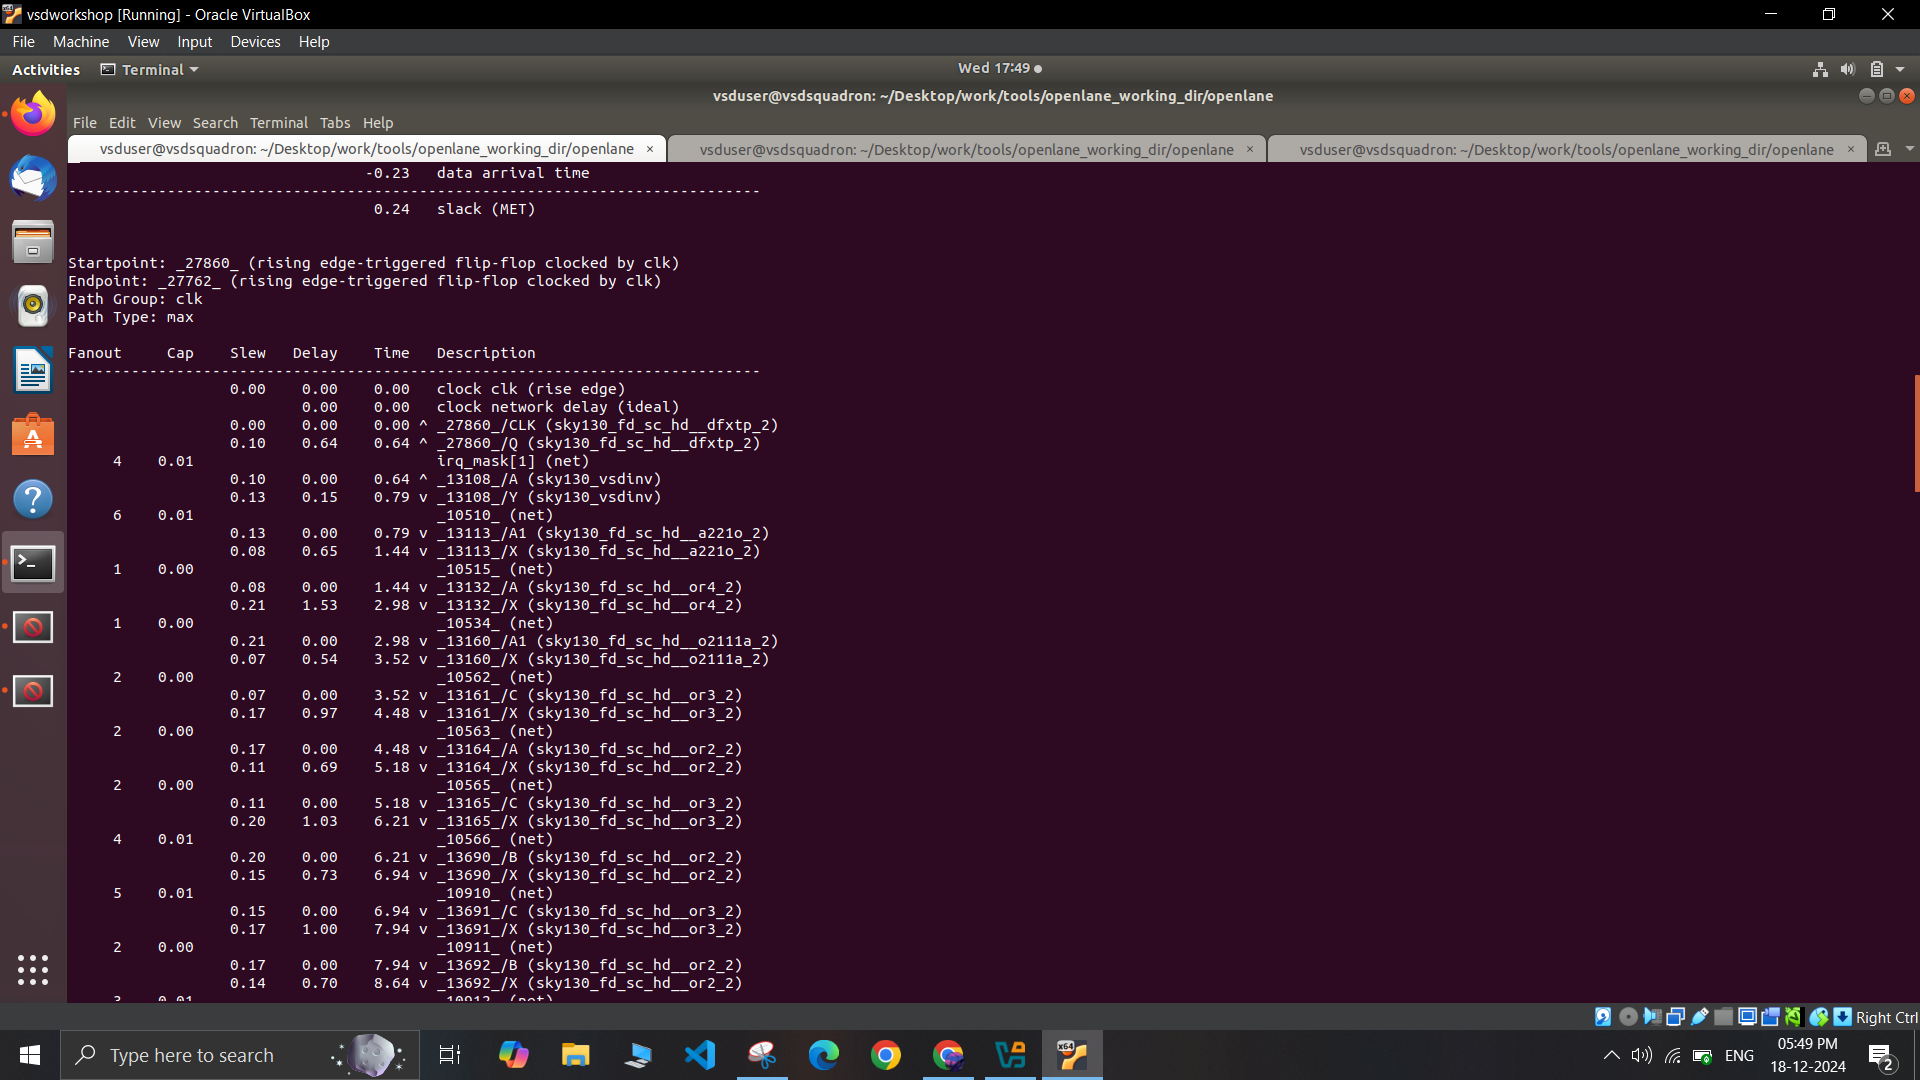 vsdworkshop [Running] - Oracle VirtualBox
File Machine View Input Devices Help
Activities Terminal Wed 17:49
vsduser@vsdsquadron: ~/Desktop/work/tools/openlane_working_dir/openlane
File Edit View Search Terminal Tabs Help
vsduser@vsdsquadron: ~/Desktop/work/tools/openlane_working_dir/openlane × vsduser@vsdsquadron: ~/Desktop/work/tools/openlane_working_dir/openlane × vsduser@vsdsquadron: ~/Desktop/work/tools/openlane_working_dir/openlane ×
-0.23 data arrival time
-----------------------------------------------------------------------------
0.24 slack (MET)
Startpoint: _27860_ (rising edge-triggered flip-flop clocked by clk)
Endpoint: _27762_ (rising edge-triggered flip-flop clocked by clk)
Path Group: clk
Path Type: max
Fanout Cap Slew Delay Time Description
-----------------------------------------------------------------------------
0.00 0.00 0.00 clock clk (rise edge)
0.00 0.00 clock network delay (ideal)
0.00 0.00 0.00 ^ _27860_/CLK (sky130_fd_sc_hd__dfxtp_2)
0.10 0.64 0.64 ^ _27860_/Q (sky130_fd_sc_hd__dfxtp_2)
4 0.01 irq_mask[1] (net)
0.10 0.00 0.64 ^ _13108_/A (sky130_vsdinv)
0.13 0.15 0.79 v _13108_/Y (sky130_vsdinv)
6 0.01 _10510_ (net)
0.13 0.00 0.79 v _13113_/A1 (sky130_fd_sc_hd__a221o_2)
0.08 0.65 1.44 v _13113_/X (sky130_fd_sc_hd__a221o_2)
1 0.00 _10515_ (net)
0.08 0.00 1.44 v _13132_/A (sky130_fd_sc_hd__or4_2)
0.21 1.53 2.98 v _13132_/X (sky130_fd_sc_hd__or4_2)
1 0.00 _10534_ (net)
0.21 0.00 2.98 v _13160_/A1 (sky130_fd_sc_hd__o2111a_2)
0.07 0.54 3.52 v _13160_/X (sky130_fd_sc_hd__o2111a_2)
2 0.00 _10562_ (net)
0.07 0.00 3.52 v _13161_/C (sky130_fd_sc_hd__or3_2)
0.17 0.97 4.48 v _13161_/X (sky130_fd_sc_hd__or3_2)
2 0.00 _10563_ (net)
0.17 0.00 4.48 v _13164_/A (sky130_fd_sc_hd__or2_2)
0.11 0.69 5.18 v _13164_/X (sky130_fd_sc_hd__or2_2)
2 0.00 _10565_ (net)
0.11 0.00 5.18 v _13165_/C (sky130_fd_sc_hd__or3_2)
0.20 1.03 6.21 v _13165_/X (sky130_fd_sc_hd__or3_2)
4 0.01 _10566_ (net)
0.20 0.00 6.21 v _13690_/B (sky130_fd_sc_hd__or2_2)
0.15 0.73 6.94 v _13690_/X (sky130_fd_sc_hd__or2_2)
5 0.01 _10910_ (net)
0.15 0.00 6.94 v _13691_/C (sky130_fd_sc_hd__or3_2)
0.17 1.00 7.94 v _13691_/X (sky130_fd_sc_hd__or3_2)
2 0.00 _10911_ (net)
0.17 0.00 7.94 v _13692_/B (sky130_fd_sc_hd__or2_2)
0.14 0.70 8.64 v _13692_/X (sky130_fd_sc_hd__or2_2)
3 0.01 _10912_ (net)
Right Ctrl
Type here to search
x64
ENG
05:49 PM
18-12-2024
2